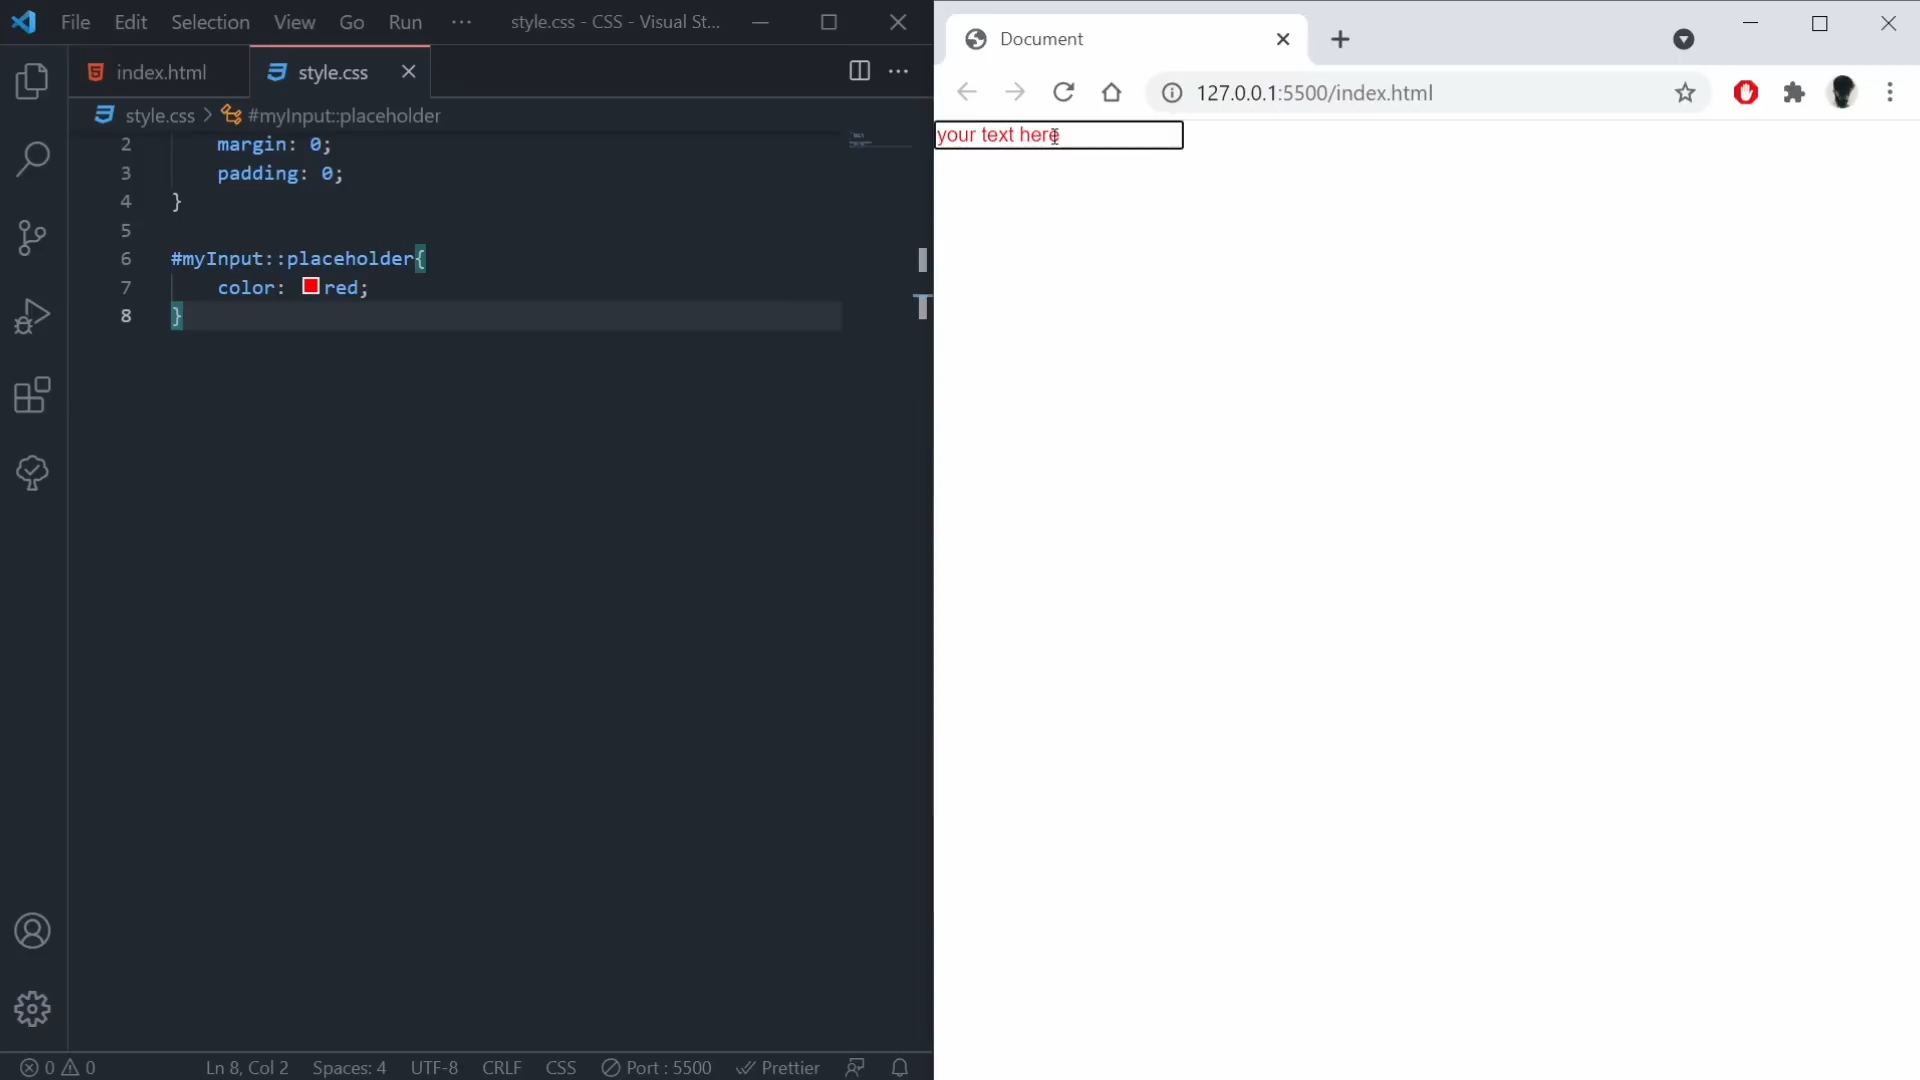 File Edit Selection View Go Run ··· style.css - CSS - Visual St...
index.html style.css
style.css > #myInput::placeholder
2 margin: 0;
3 padding: 0;
4 }
5
6 #myInput::placeholder{
7 color: red;
8 }
0 0 Ln 8, Col 2 Spaces: 4 UTF-8 CRLF CSS Port : 5500 Prettier
Document
127.0.0.1:5500/index.html
your text here